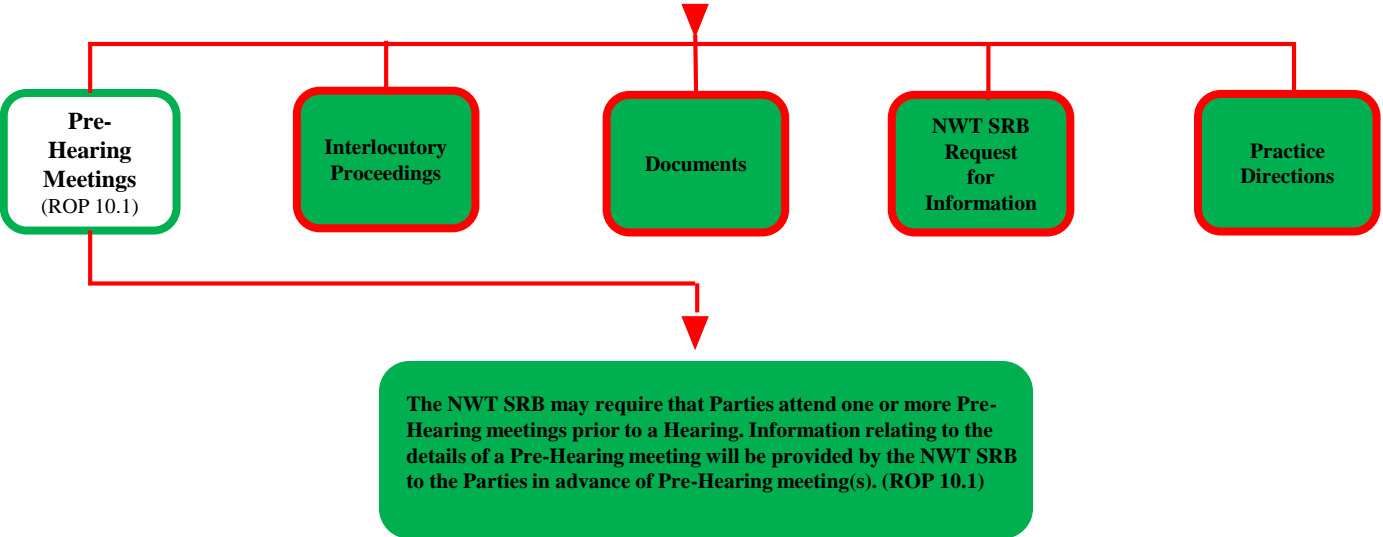 Pre-
Hearing
Meetings
(ROP 10.1)
Interlocutory
Proceedings
Documents
NWT SRB
Request
for
Information
Practice
Directions
The NWT SRB may require that Parties attend one or more Pre-
Hearing meetings prior to a Hearing. Information relating to the
details of a Pre-Hearing meeting will be provided by the NWT SRB
to the Parties in advance of Pre-Hearing meeting(s). (ROP 10.1)